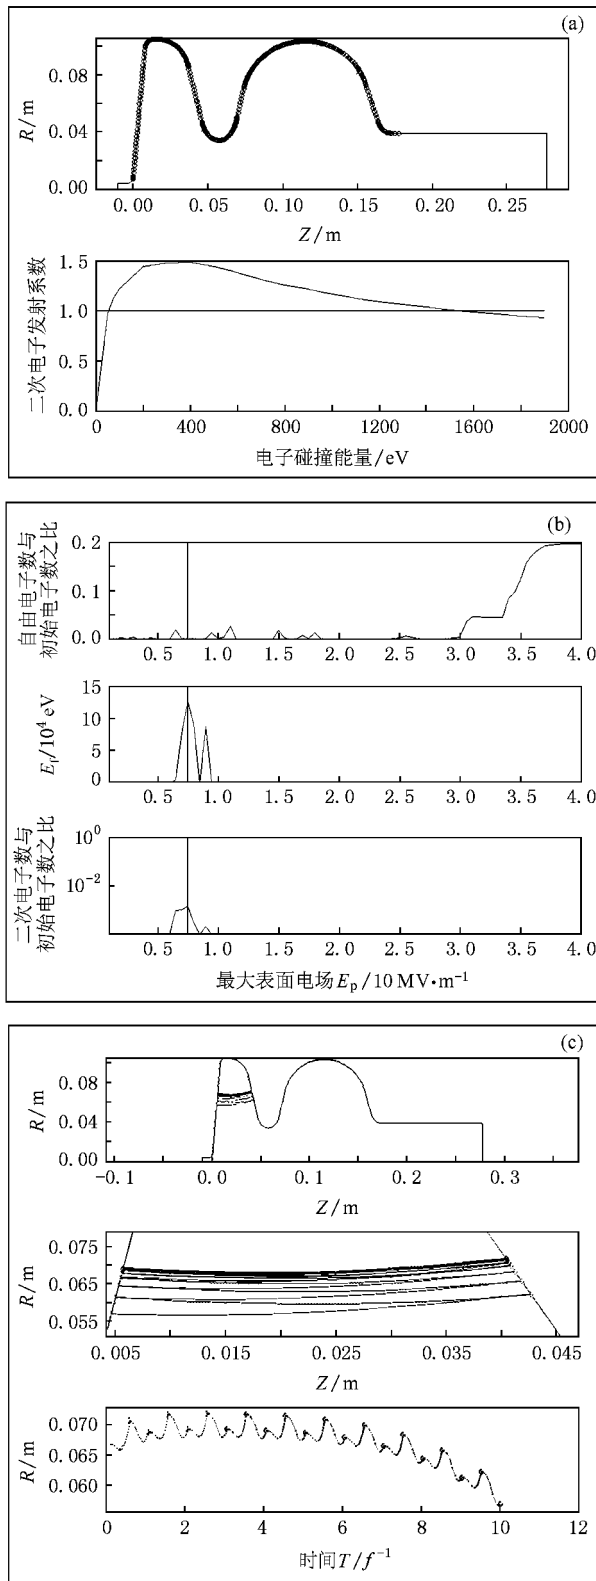 (a)
R/m
0.08
0.04
0.00
0.00 0.05 0.10 0.15 0.20 0.25
Z/m
二次电子发射系数
1.5
1.0
0.5
0.0
0 400 800 1200 1600 2000
电子碰撞能量/eV
(b)
自由电子数与
初始电子数之比
0.2
0.1
0.0
0.5 1.0 1.5 2.0 2.5 3.0 3.5 4.0
E_f/10⁴ eV
15
10
5
0
0.5 1.0 1.5 2.0 2.5 3.0 3.5 4.0
二次电子数与
初始电子数之比
10⁰
10⁻²
0.5 1.0 1.5 2.0 2.5 3.0 3.5 4.0
最大表面电场E_p/10 MV·m⁻¹
(c)
R/m
0.08
0.04
0.00
-0.1 0.0 0.1 0.2 0.3
Z/m
R/m
0.075
0.065
0.055
0.005 0.015 0.025 0.035 0.045
Z/m
R/m
0.070
0.065
0.060
0 2 4 6 8 10 12
时间T/f⁻¹